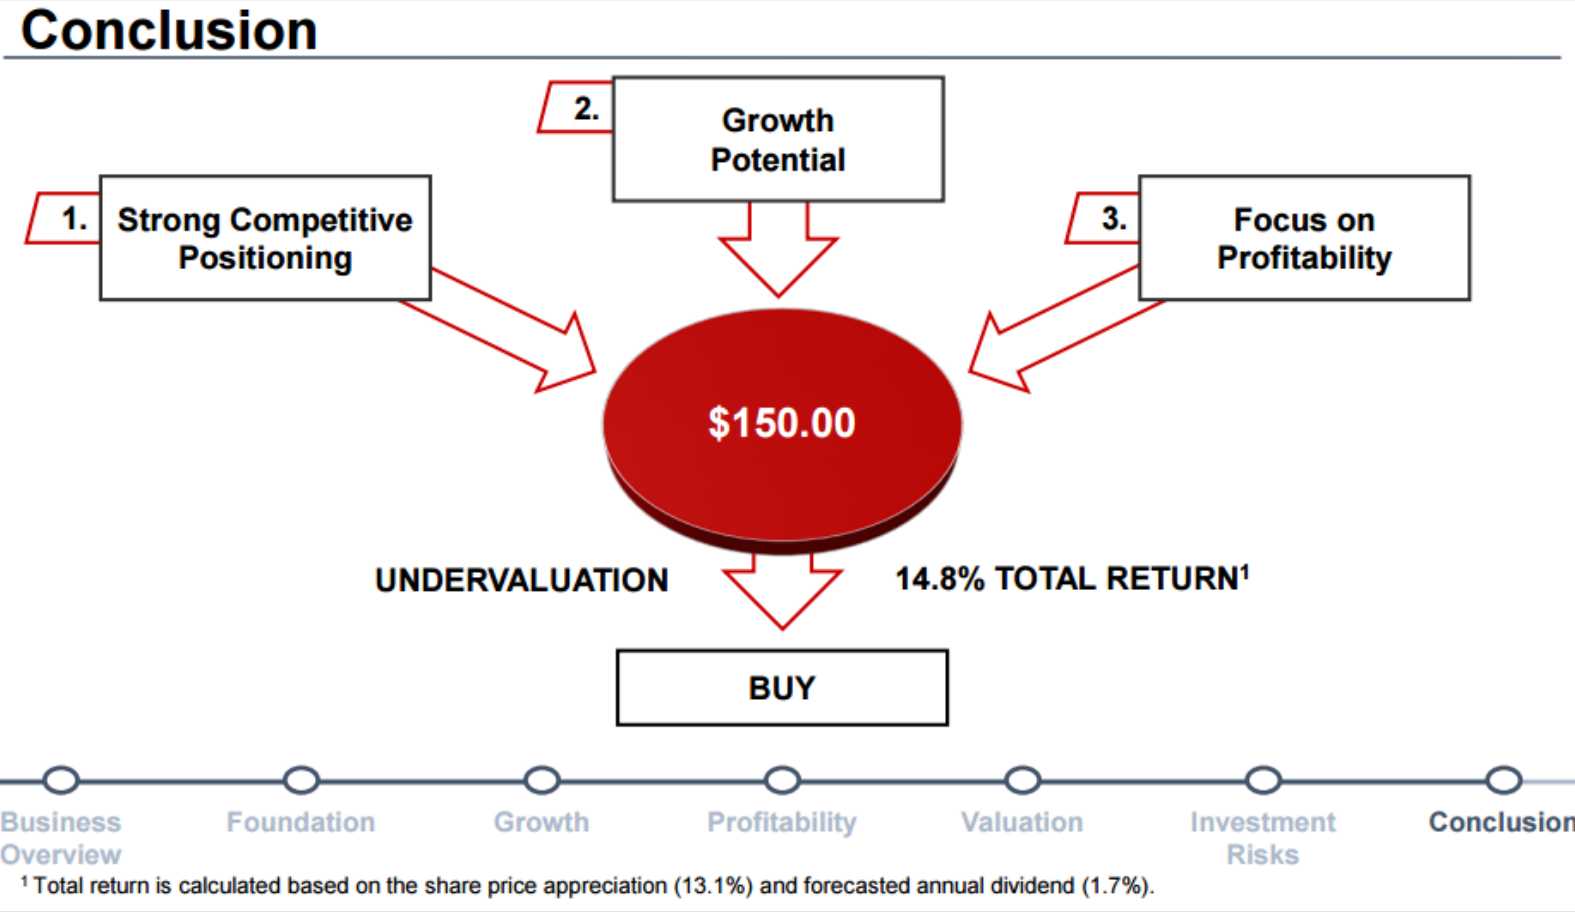 Conclusion
2.
Growth
Potential
1.
Strong Competitive
Positioning
3.
Focus on
Profitability
$150.00
UNDERVALUATION
14.8% TOTAL RETURN¹
BUY
Business
Overview
Foundation
Growth
Profitability
Valuation
Investment
Risks
Conclusion
¹ Total return is calculated based on the share price appreciation (13.1%) and forecasted annual dividend (1.7%).